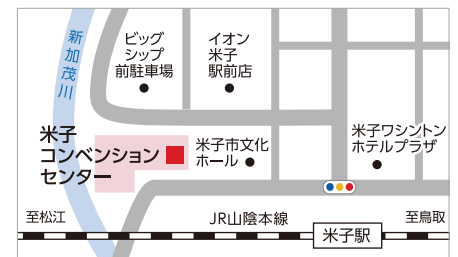 新加茂川
ビッグ
シップ
前駐車場
イオン
米子
駅前店
米子
コンベンション
センター
米子市文化
ホール
米子ワシントン
ホテルプラザ
至松江
JR山陰本線
至鳥取
米子駅